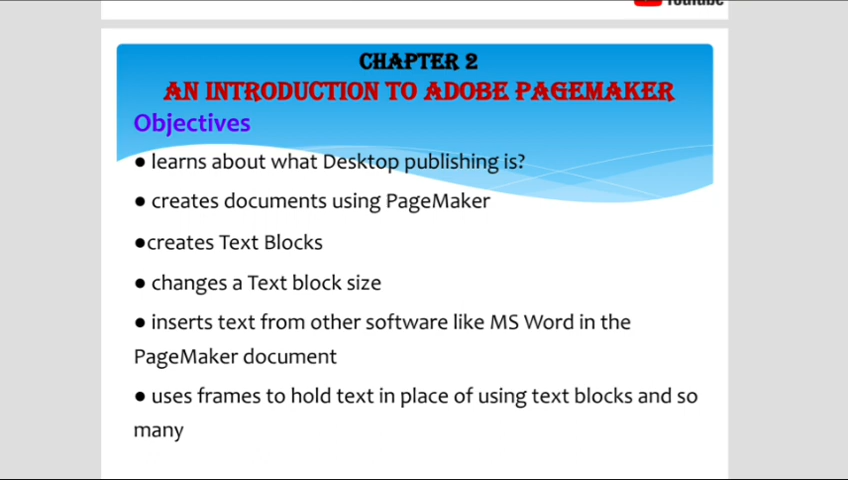 YouTube
CHAPTER 2
AN INTRODUCTION TO ADOBE PAGEMAKER
Objectives
● learns about what Desktop publishing is?
● creates documents using PageMaker
●creates Text Blocks
● changes a Text block size
● inserts text from other software like MS Word in the
PageMaker document
● uses frames to hold text in place of using text blocks and so
many